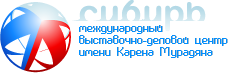 сибирь
международный
выставочно-деловой центр
имени Карена Мурадяна